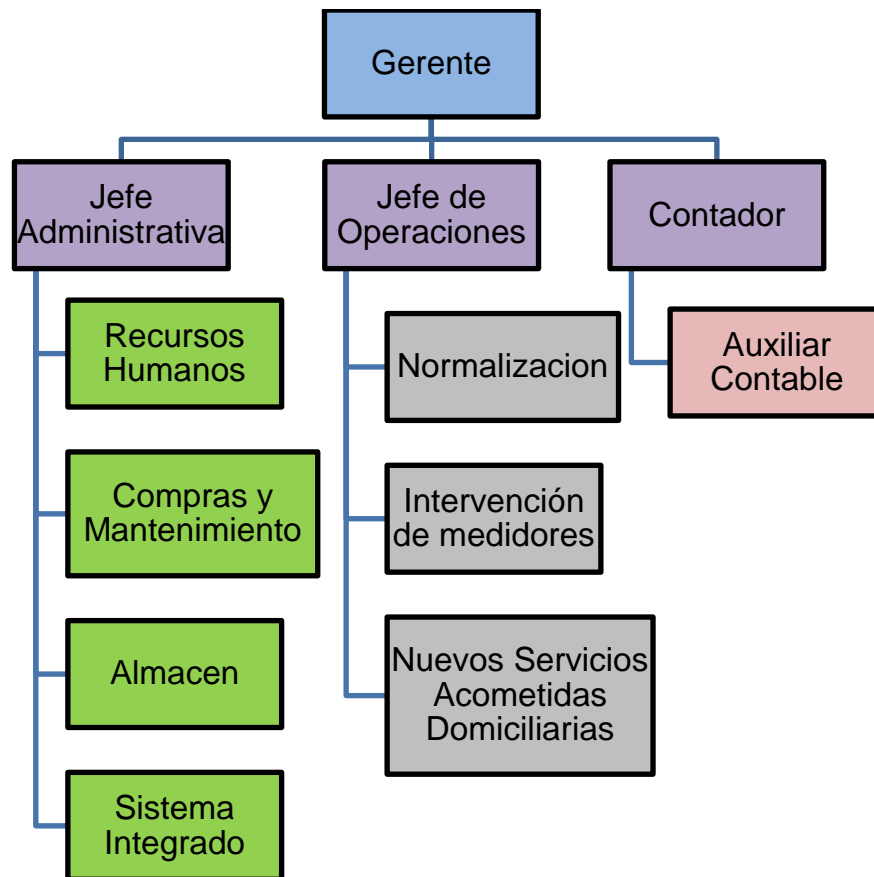 Gerente
Jefe
Administrativa
Jefe de
Operaciones
Contador
Recursos
Humanos
Normalizacion
Auxiliar
Contable
Compras y
Mantenimiento
Intervención
de medidores
Almacen
Nuevos Servicios
Acometidas
Domiciliarias
Sistema
Integrado